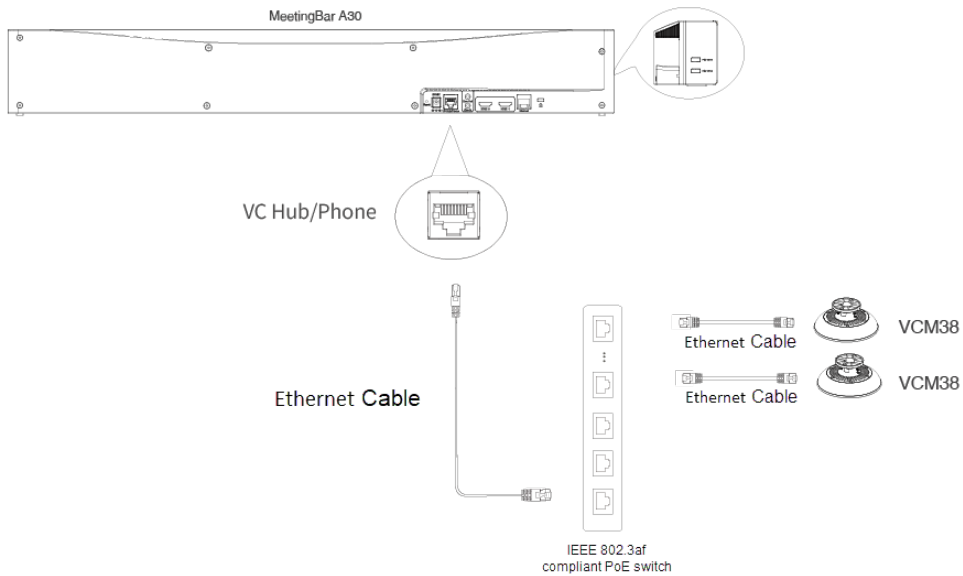 MeetingBar A30
VC Hub/Phone
Ethernet Cable
VCM38
Ethernet Cable
VCM38
Ethernet Cable
IEEE 802.3af
compliant PoE switch